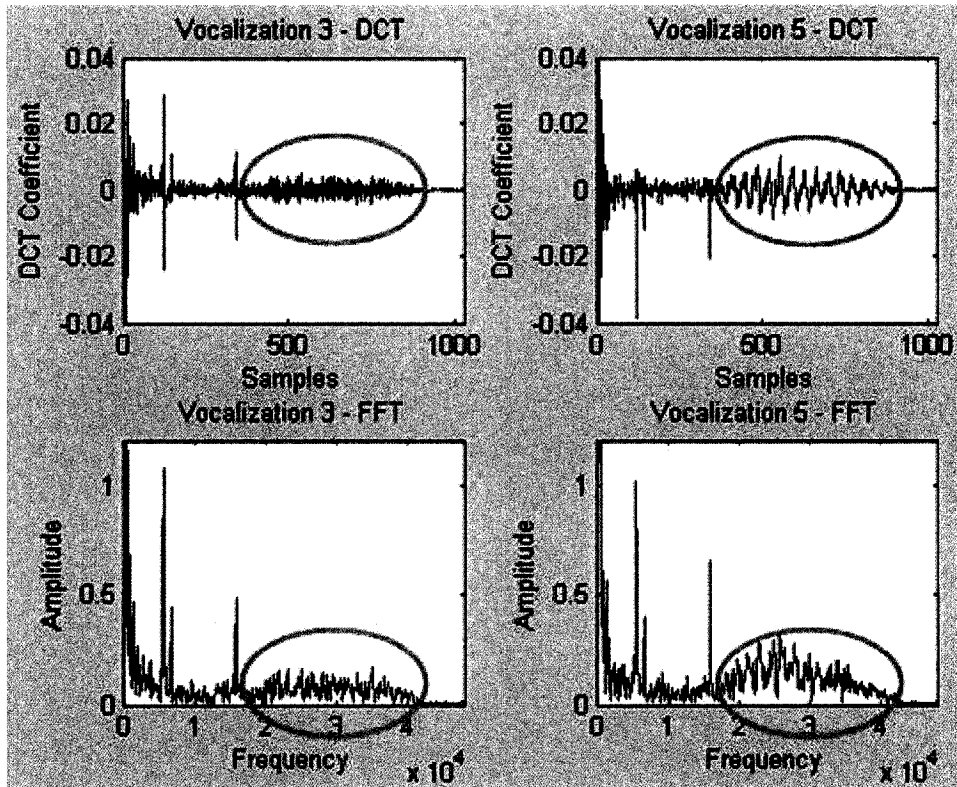 Vocalization 3 - DCT
DCT Coefficient
0.04
0.02
0
-0.02
-0.04
0
500
1000
Samples
Vocalization 5 - DCT
DCT Coefficient
0.04
0.02
0
-0.02
-0.04
0
500
1000
Samples
Vocalization 3 - FFT
Amplitude
1
0.5
0
0
1
2
3
4
Frequency
x 10^4
Vocalization 5 - FFT
Amplitude
1
0.5
0
0
1
2
3
4
Frequency
x 10^4